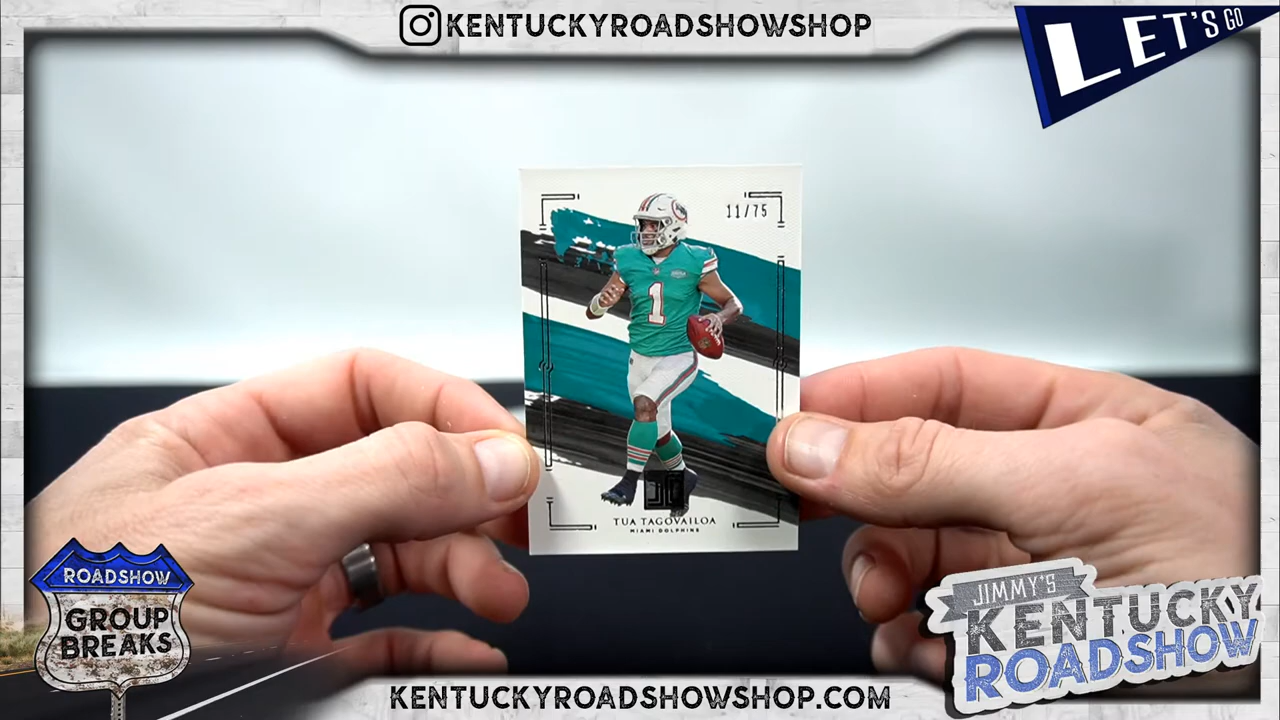 KENTUCKYROADSHOWSHOP
LET'S GO
11/75
1
TUA TAGOVAILOA
MIAMI DOLPHINS
ROADSHOW
GROUP
BREAKS
JIMMY'S
KENTUCKY
ROADSHOW
KENTUCKYROADSHOWSHOP.COM